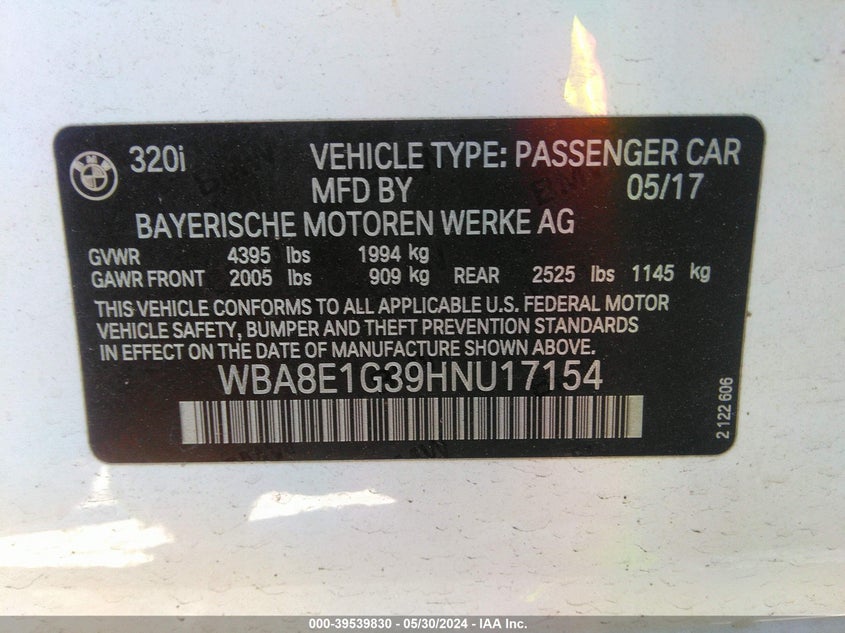 BMW
320i VEHICLE TYPE: PASSENGER CAR
MFD BY 05/17
BAYERISCHE MOTOREN WERKE AG
GVWR 4395 lbs 1994 kg
GAWR FRONT 2005 lbs 909 kg REAR 2525 lbs 1145 kg
THIS VEHICLE CONFORMS TO ALL APPLICABLE U.S. FEDERAL MOTOR
VEHICLE SAFETY, BUMPER AND THEFT PREVENTION STANDARDS
IN EFFECT ON THE DATE OF MANUFACTURE SHOWN ABOVE.
WBA8E1G39HNU17154
2 122 606
000-39539830 - 05/30/2024 - IAA Inc.